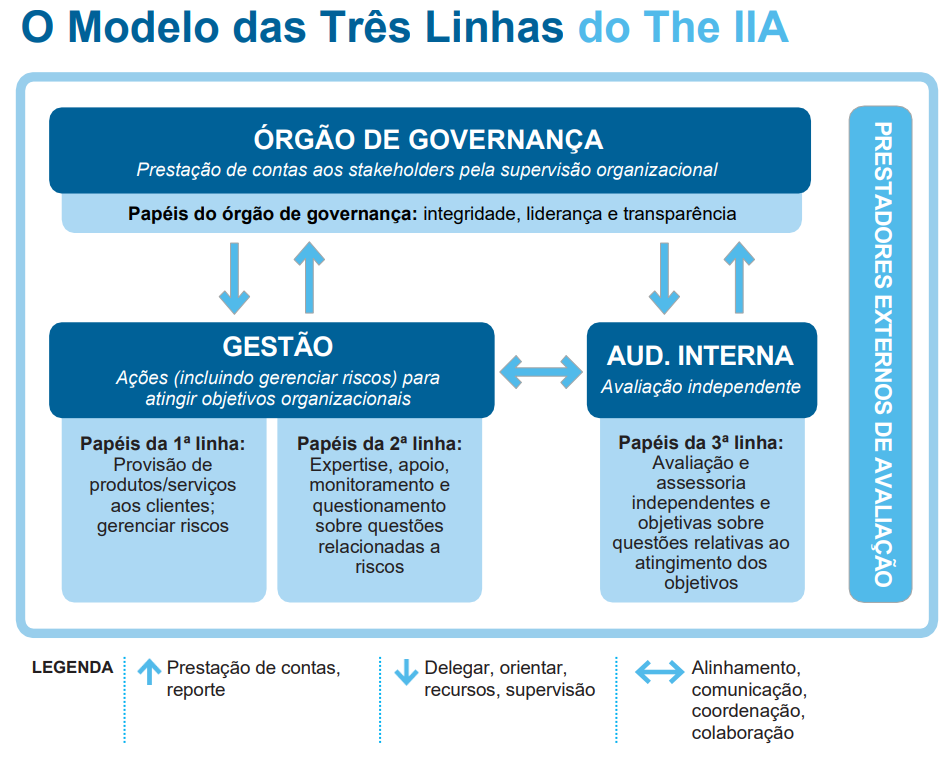 O Modelo das Três Linhas do The IIA
ÓRGÃO DE GOVERNANÇA
Prestação de contas aos stakeholders pela supervisão organizacional
Papéis do órgão de governança: integridade, liderança e transparência
GESTÃO
Ações (incluindo gerenciar riscos) para
atingir objetivos organizacionais
Papéis da 1ª linha:
Provisão de
produtos/serviços
aos clientes;
gerenciar riscos
Papéis da 2ª linha:
Expertise, apoio,
monitoramento e
questionamento
sobre questões
relacionadas a
riscos
AUD. INTERNA
Avaliação independente
Papéis da 3ª linha:
Avaliação e
assessoria
independentes e
objetivas sobre
questões relativas ao
atingimento dos
objetivos
PRESTADORES EXTERNOS DE AVALIAÇÃO
LEGENDA
Prestação de contas,
reporte
Delegar, orientar,
recursos, supervisão
Alinhamento,
comunicação,
coordenação,
colaboração